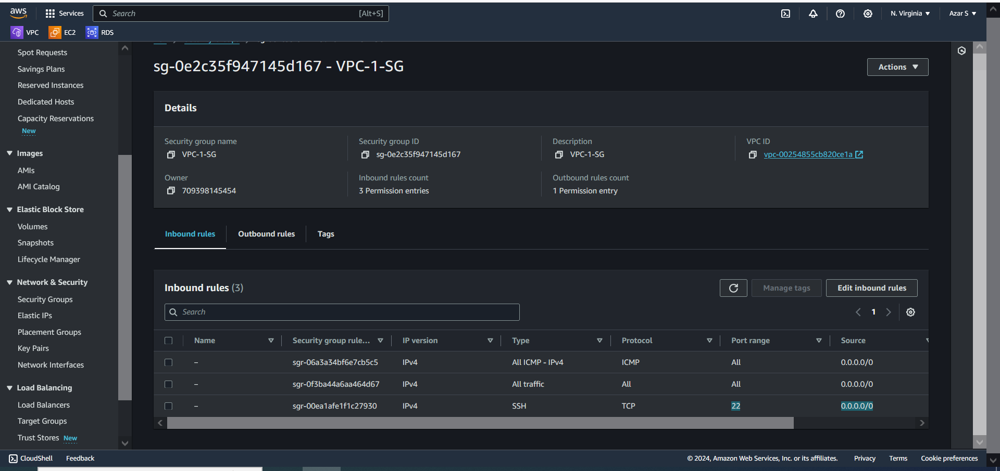 aws
Services
Search
[Alt+S]
N. Virginia
Azar S
VPC
EC2
RDS
Spot Requests
Savings Plans
Reserved Instances
Dedicated Hosts
Capacity Reservations
New
Images
AMIs
AMI Catalog
Elastic Block Store
Volumes
Snapshots
Lifecycle Manager
Network & Security
Security Groups
Elastic IPs
Placement Groups
Key Pairs
Network Interfaces
Load Balancing
Load Balancers
Target Groups
Trust Stores New
sg-0e2c35f947145d167 - VPC-1-SG
Actions
Details
Security group name
VPC-1-SG
Security group ID
sg-0e2c35f947145d167
Description
VPC-1-SG
VPC ID
vpc-00254855cb820ce1a
Owner
709398145454
Inbound rules count
3 Permission entries
Outbound rules count
1 Permission entry
Inbound rules
Outbound rules
Tags
Inbound rules (3)
Manage tags
Edit inbound rules
Search
1
Name Security group rule... IP version Type Protocol Port range Source
– sgr-06a3a34bf6e7cb5c5 IPv4 All ICMP - IPv4 ICMP All 0.0.0.0/0
– sgr-0f3ba44a6aa464d67 IPv4 All traffic All All 0.0.0.0/0
– sgr-00ea1afe1f1c27930 IPv4 SSH TCP 22 0.0.0.0/0
CloudShell
Feedback
© 2024, Amazon Web Services, Inc. or its affiliates.
Privacy
Terms
Cookie preferences